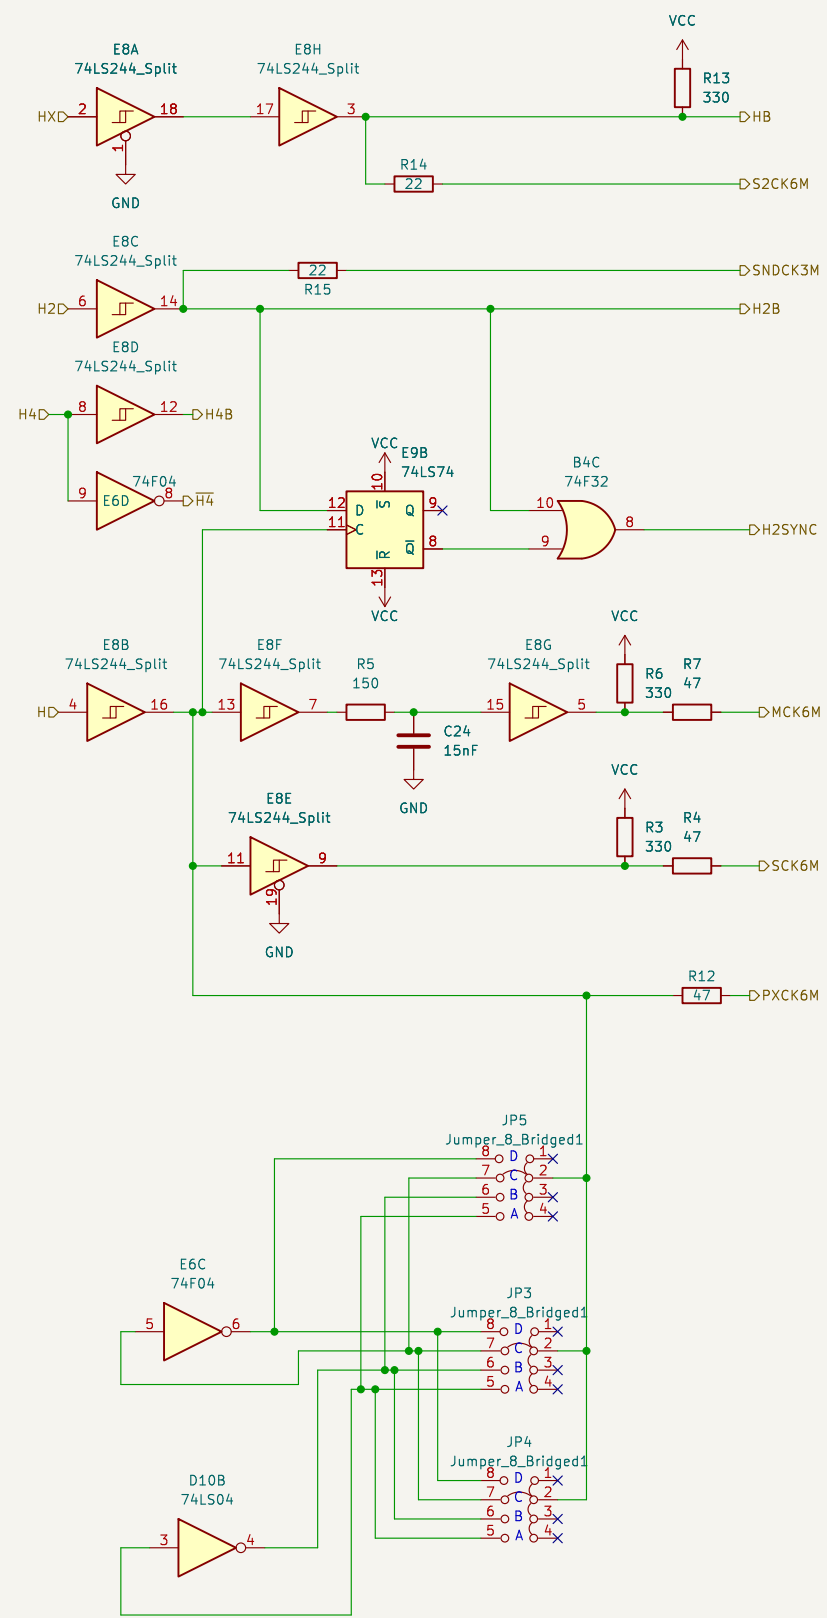 VCC
E8A
74LS244_Split
E8H
74LS244_Split
R13
330
HX
2
18
1
GND
17
3
HB
R14
22
S2CK6M
E8C
74LS244_Split
22
R15
SNDCK3M
H2
6
14
H2B
E8D
74LS244_Split
H4
8
12
H4B
74F04
9
E6D
8
H4
VCC
E9B
74LS74
10
12
D
S
Q
9
11
C
R
Q
8
13
VCC
B4C
74F32
10
9
8
H2SYNC
VCC
E8B
74LS244_Split
E8F
74LS244_Split
R5
150
E8G
74LS244_Split
R6
330
R7
47
H
4
16
13
7
15
5
MCK6M
C24
15nF
GND
VCC
E8E
74LS244_Split
R3
330
R4
47
11
9
19
GND
SCK6M
R12
47
PXCK6M
JP5
Jumper_8_Bridged1
8 D 1
7 C 2
6 B 3
5 A 4
E6C
74F04
5
6
JP3
Jumper_8_Bridged1
8 D 1
7 C 2
6 B 3
5 A 4
JP4
Jumper_8_Bridged1
8 D 1
7 C 2
6 B 3
5 A 4
D10B
74LS04
3
4